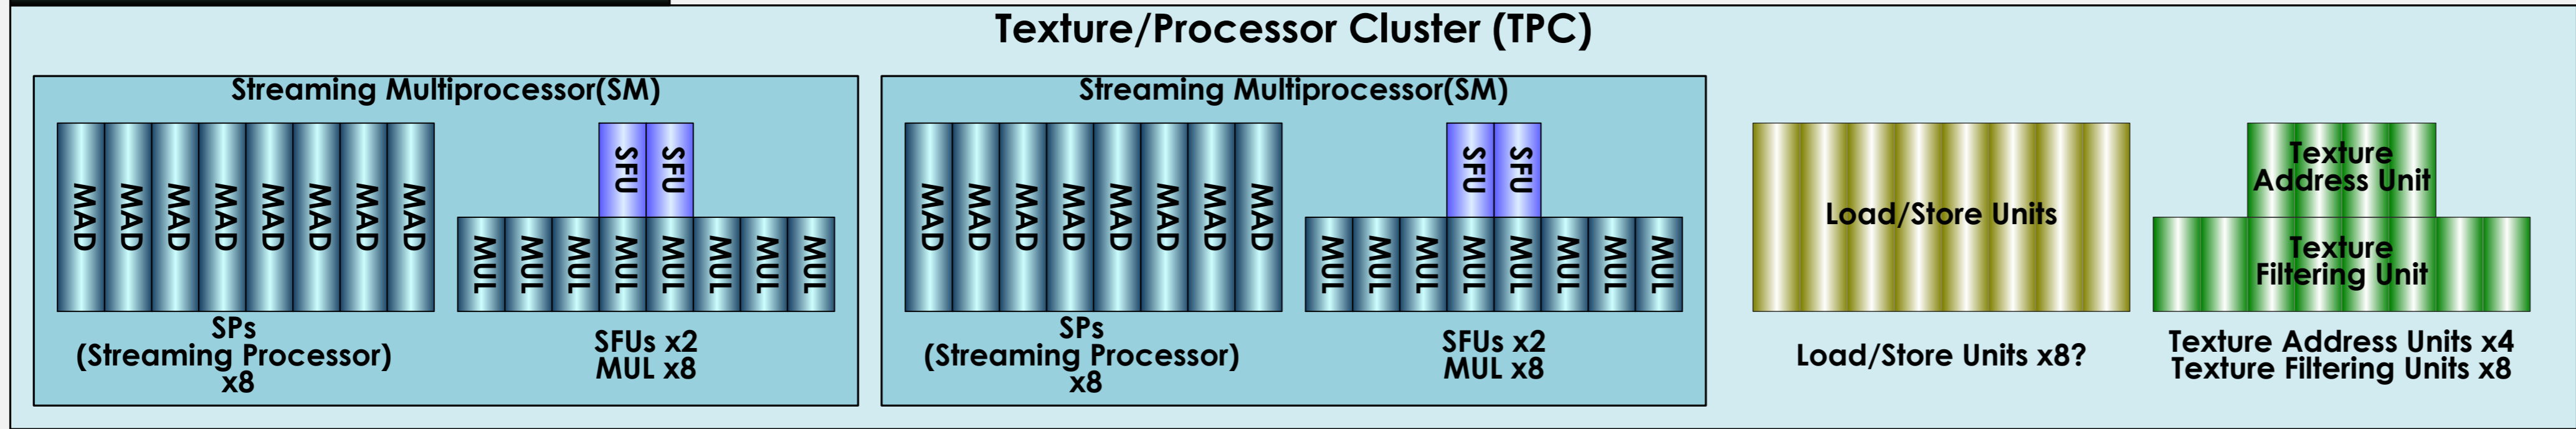 Texture/Processor Cluster (TPC)
Streaming Multiprocessor(SM)
MAD MAD MAD MAD MAD MAD MAD MAD
SFU SFU
MUL MUL MUL MUL MUL MUL MUL MUL
SPs
(Streaming Processor)
x8
SFUs x2
MUL x8
Streaming Multiprocessor(SM)
MAD MAD MAD MAD MAD MAD MAD MAD
SFU SFU
MUL MUL MUL MUL MUL MUL MUL MUL
SPs
(Streaming Processor)
x8
SFUs x2
MUL x8
Load/Store Units
Load/Store Units x8?
Texture
Address Unit
Texture
Filtering Unit
Texture Address Units x4
Texture Filtering Units x8